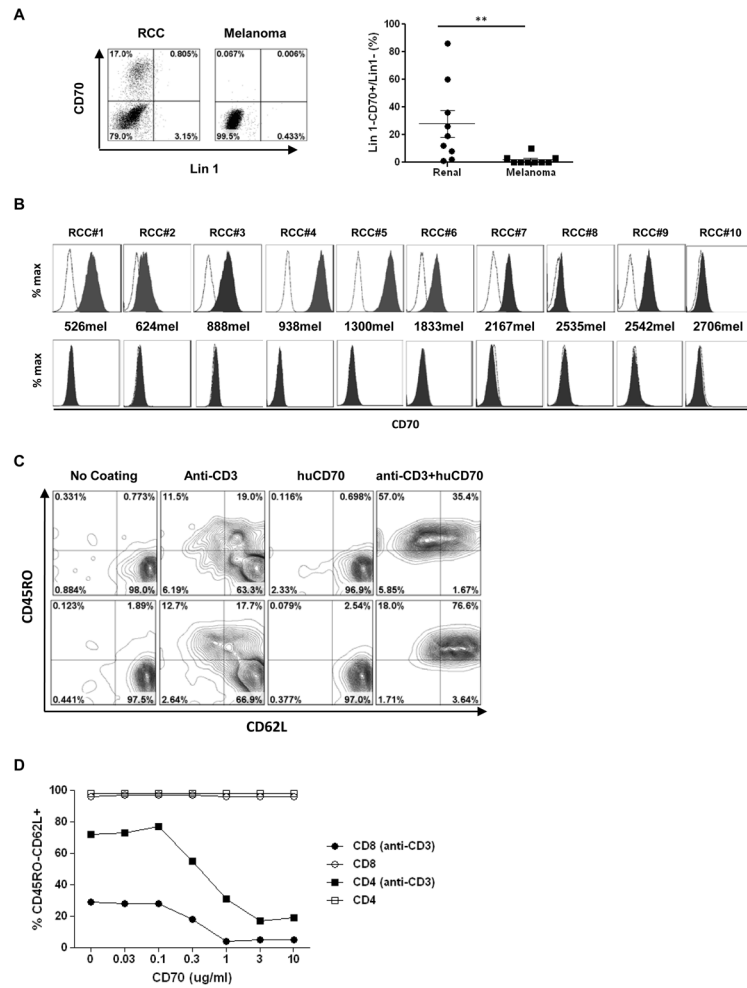 A
RCC Melanoma
17.0% 0.805% 0.067% 0.006%
CD70
79.0% 3.15% 99.5% 0.433%
Lin 1
**
Lin 1-CD70+/Lin1- (%)
100
80
60
40
20
0
Renal Melanoma
B
RCC#1 RCC#2 RCC#3 RCC#4 RCC#5 RCC#6 RCC#7 RCC#8 RCC#9 RCC#10
% max
526mel 624mel 888mel 938mel 1300mel 1833mel 2167mel 2535mel 2542mel 2706mel
% max
CD70
C
No Coating Anti-CD3 huCD70 anti-CD3+huCD70
0.331% 0.773% 11.5% 19.0% 0.116% 0.698% 57.0% 35.4%
0.884% 98.0% 6.19% 63.3% 2.33% 96.9% 5.85% 1.67%
CD45RO
0.123% 1.89% 12.7% 17.7% 0.079% 2.54% 18.0% 76.6%
0.441% 97.5% 2.64% 66.9% 0.377% 97.0% 1.71% 3.64%
CD62L
D
% CD45RO-CD62L+
100
80
60
40
20
0
0 0.03 0.1 0.3 1 3 10
CD70 (ug/ml)
CD8 (anti-CD3)
CD8
CD4 (anti-CD3)
CD4